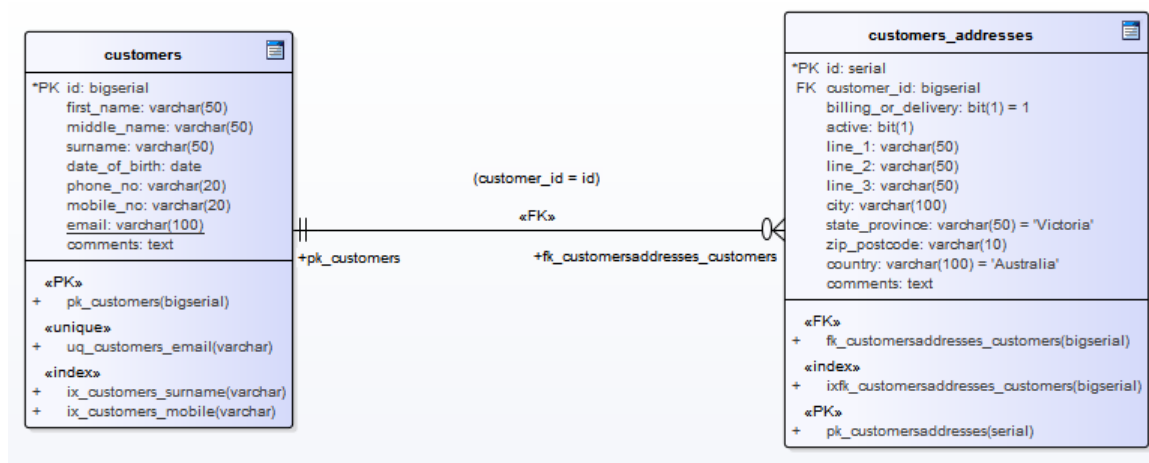 customers
*PK id: bigserial
first_name: varchar(50)
middle_name: varchar(50)
surname: varchar(50)
date_of_birth: date
phone_no: varchar(20)
mobile_no: varchar(20)
email: varchar(100)
comments: text
«PK»
+ pk_customers(bigserial)
«unique»
+ uq_customers_email(varchar)
«index»
+ ix_customers_surname(varchar)
+ ix_customers_mobile(varchar)
(customer_id = id)
«FK»
+pk_customers
+fk_customersaddresses_customers
customers_addresses
*PK id: serial
FK customer_id: bigserial
billing_or_delivery: bit(1) = 1
active: bit(1)
line_1: varchar(50)
line_2: varchar(50)
line_3: varchar(50)
city: varchar(100)
state_province: varchar(50) = 'Victoria'
zip_postcode: varchar(10)
country: varchar(100) = 'Australia'
comments: text
«FK»
+ fk_customersaddresses_customers(bigserial)
«index»
+ ixfk_customersaddresses_customers(bigserial)
«PK»
+ pk_customersaddresses(serial)